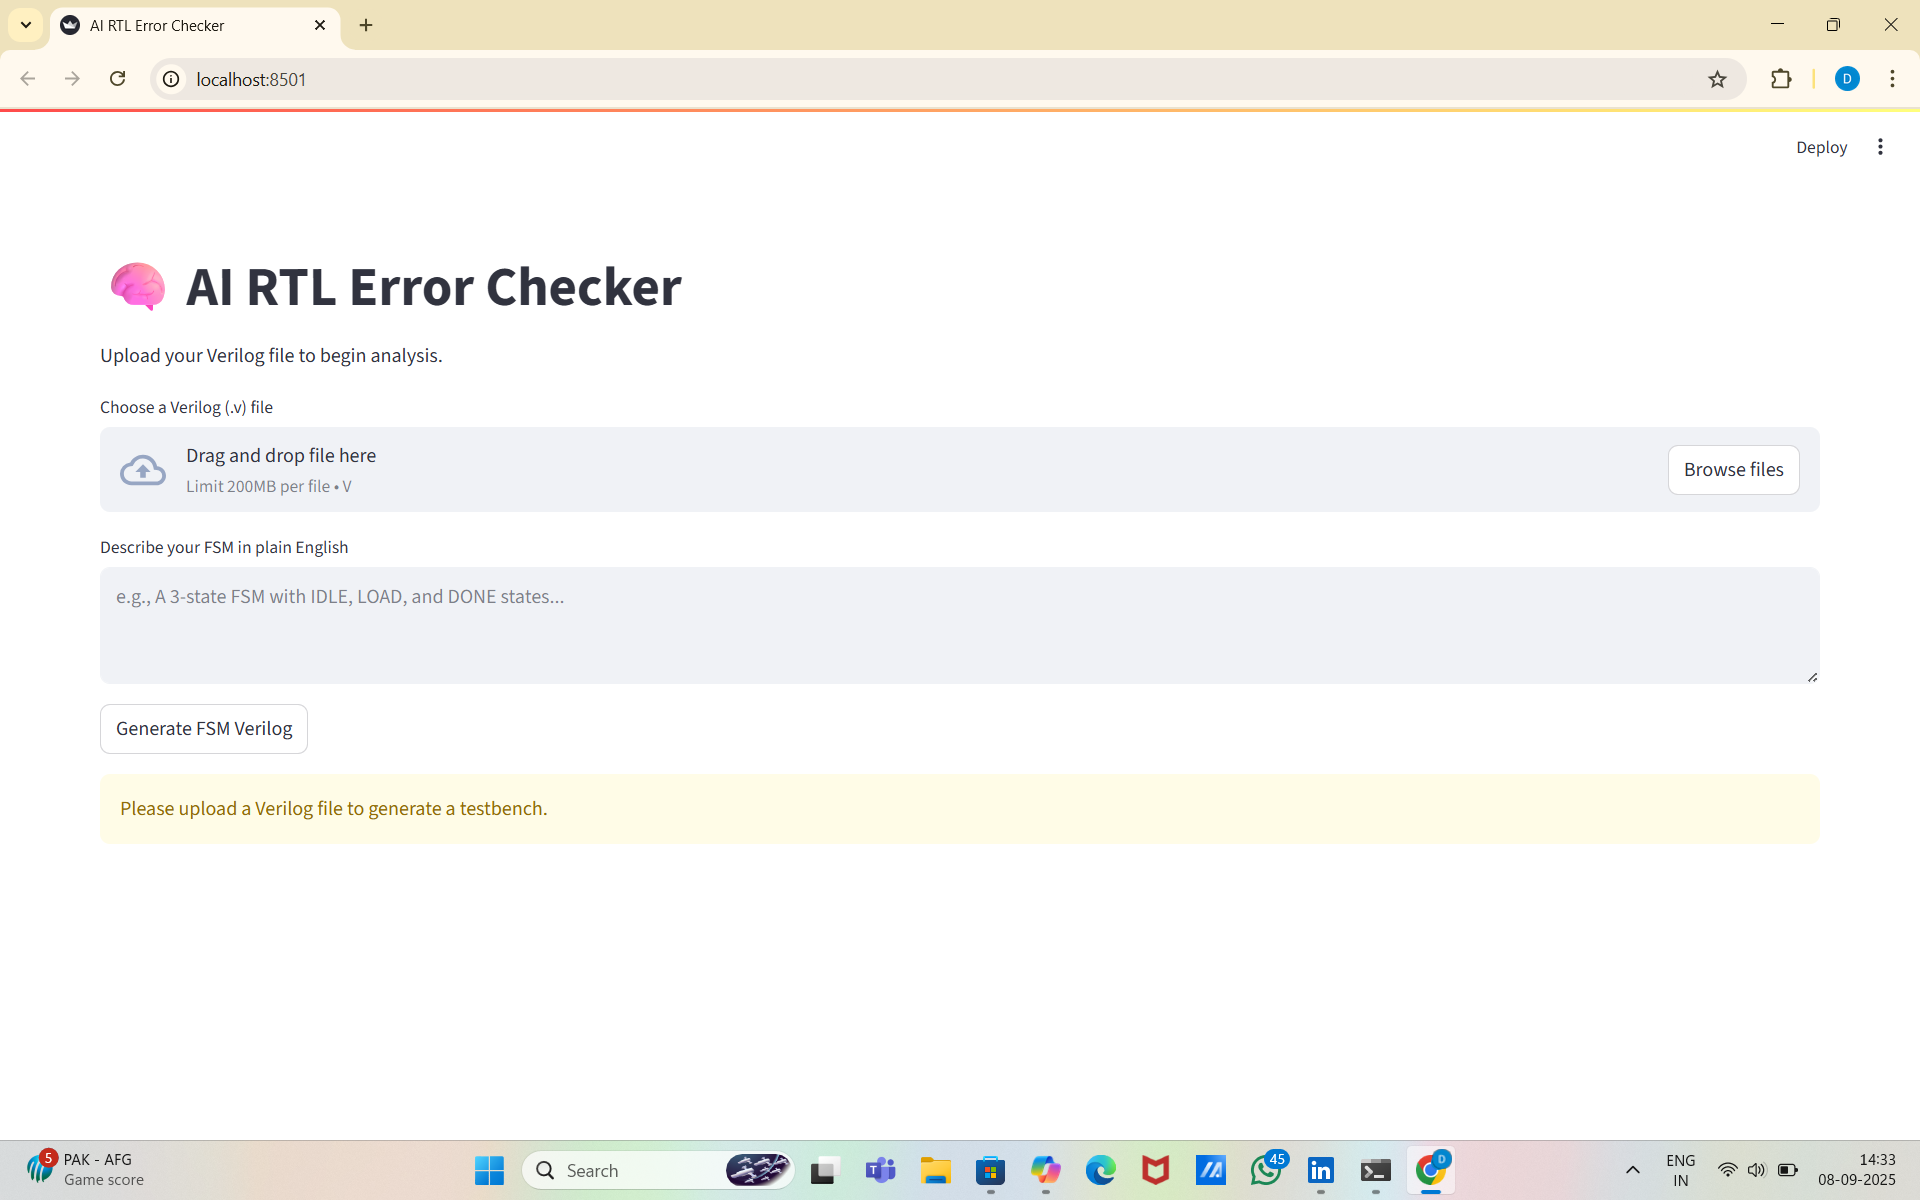 AI RTL Error Checker
localhost:8501
D
Deploy
AI RTL Error Checker
Upload your Verilog file to begin analysis.
Choose a Verilog (.v) file
Drag and drop file here
Limit 200MB per file • V
Browse files
Describe your FSM in plain English
e.g., A 3-state FSM with IDLE, LOAD, and DONE states...
Generate FSM Verilog
Please upload a Verilog file to generate a testbench.
5
PAK - AFG
Game score
Search
T
45
in
D
ENG
IN
14:33
08-09-2025